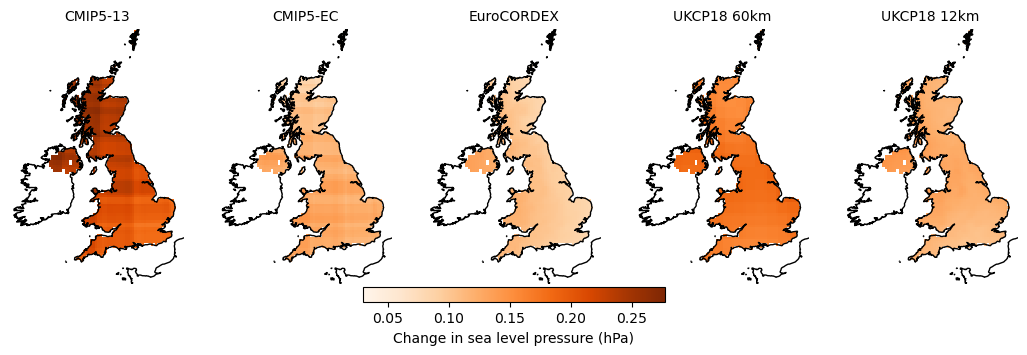 CMIP5-13 CMIP5-EC EuroCORDEX UKCP18 60km UKCP18 12km
0.05 0.10 0.15 0.20 0.25
Change in sea level pressure (hPa)